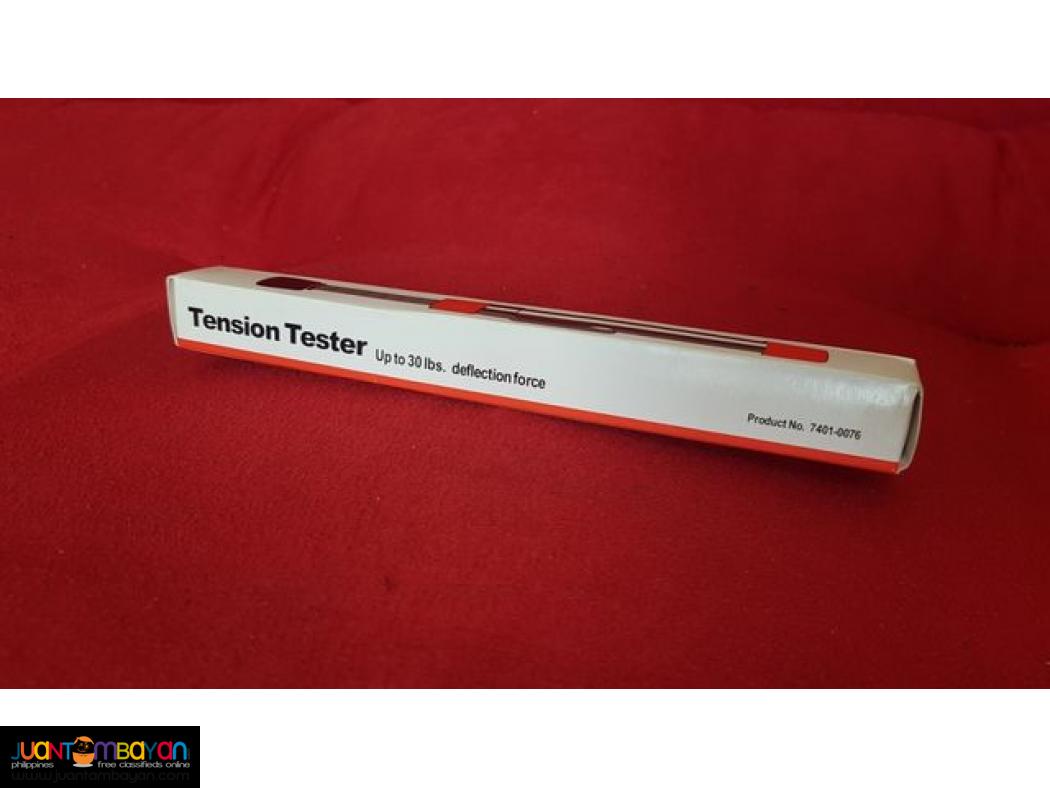 Tension Tester Up to 30 lbs. deflection force
Product No. 7401-0076
JUANTAMBAYAN
philippines free classifieds online
www.juantambayan.com